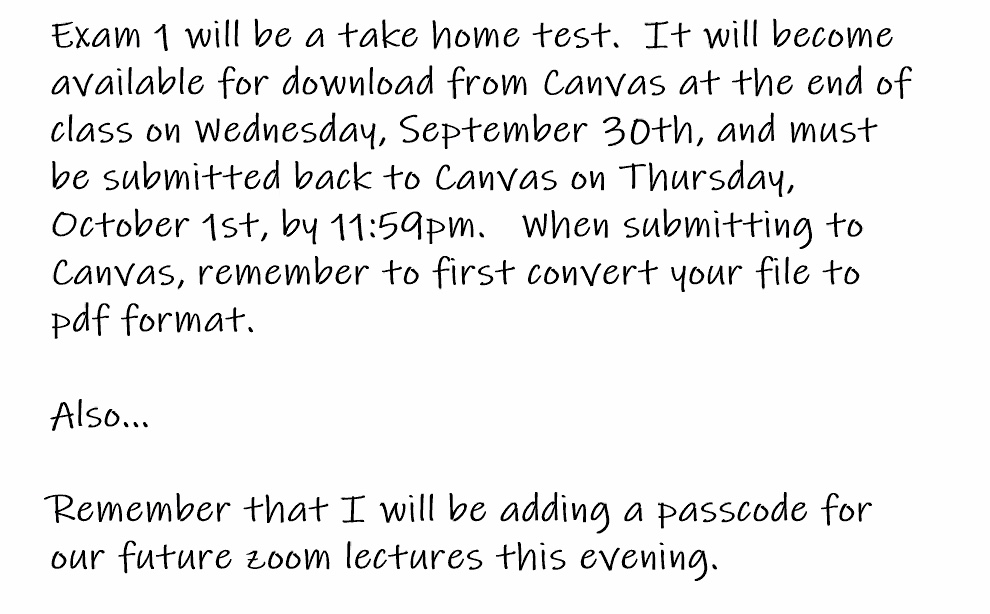 Exam 1 will be a take home test.  It will become
available for download from Canvas at the end of
class on Wednesday, September 30th, and must
be submitted back to Canvas on Thursday,
October 1st, by 11:59pm.   When submitting to
Canvas, remember to first convert your file to
pdf format.
Also...
Remember that I will be adding a passcode for
our future zoom lectures this evening.